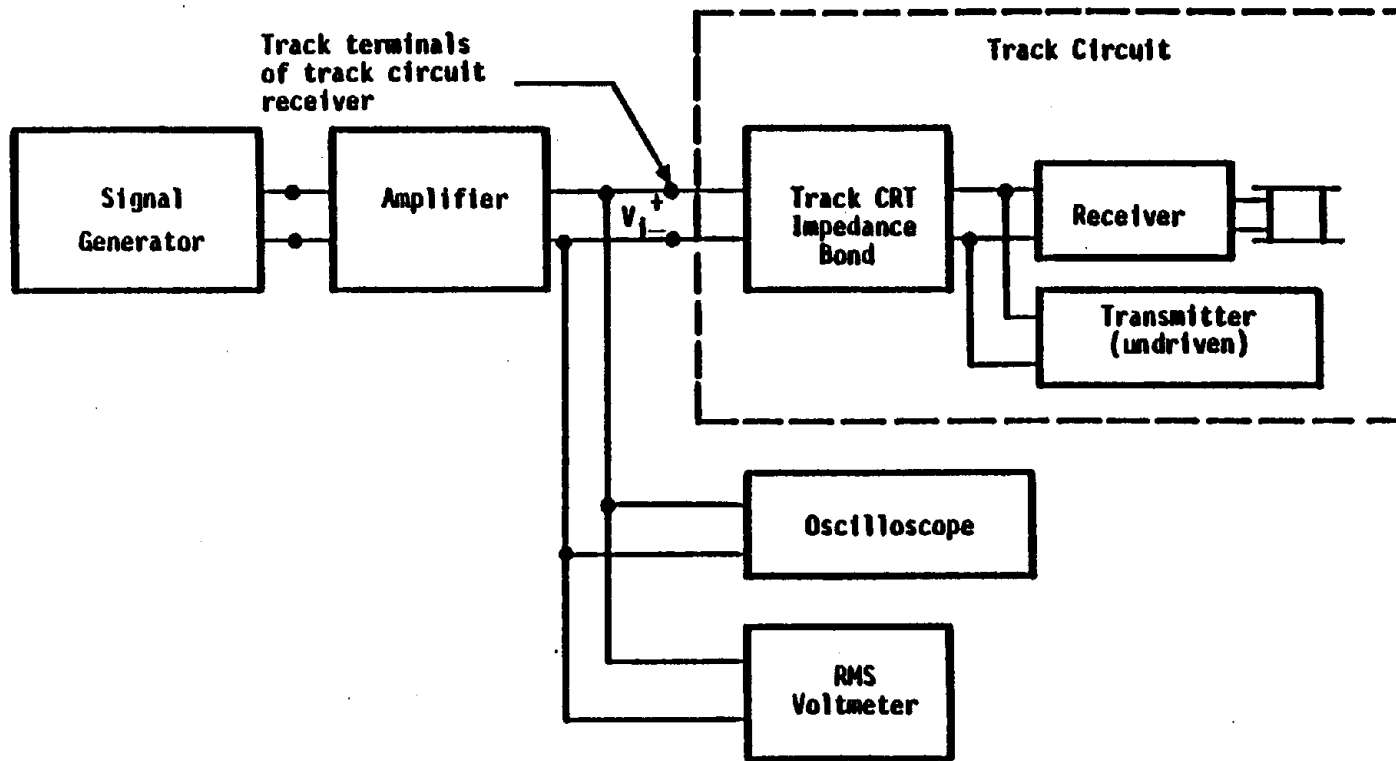 Track terminals
of track circuit
receiver
Track Circuit
Signal
Generator
Amplifier
+
V_i
-
Track CRT
Impedance
Bond
Receiver
Transmitter
(undriven)
Oscilloscope
RMS
Voltmeter